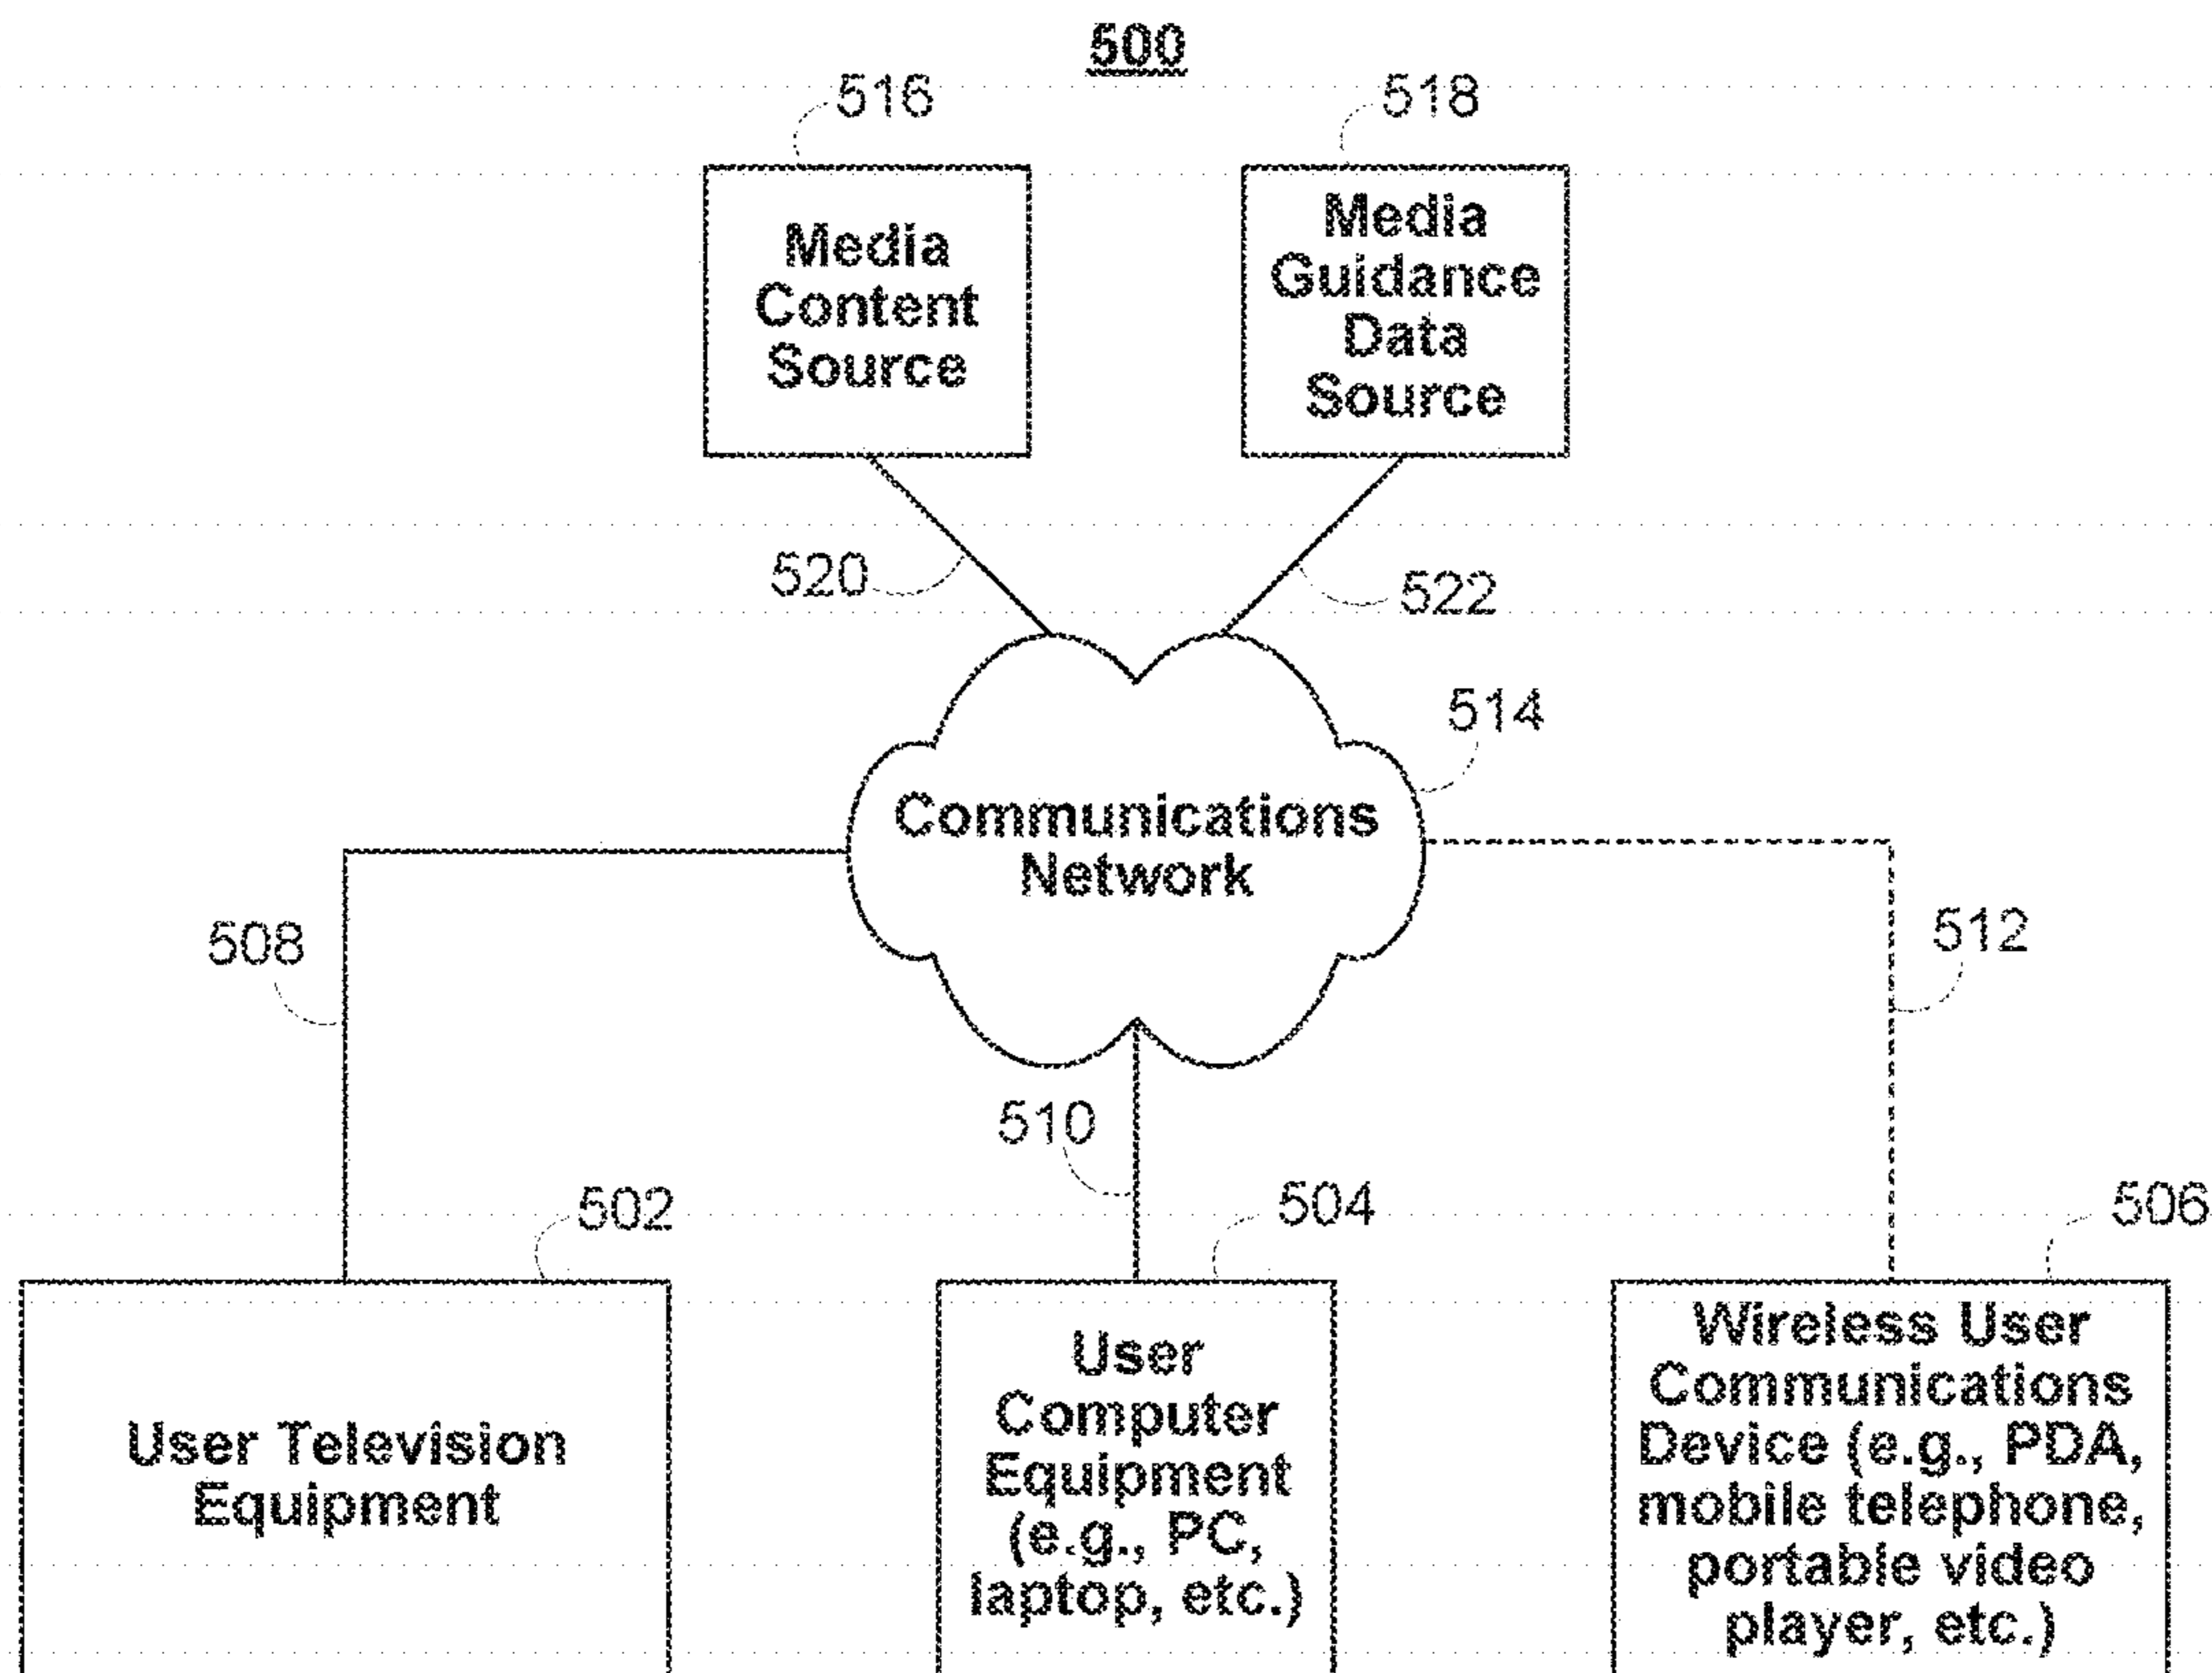 500
516
518
Media
Content
Source
Media
Guidance
Data
Source
520
522
514
Communications
Network
508
512
510
502
504
506
User Television
Equipment
User
Computer
Equipment
(e.g., PC,
laptop, etc.)
Wireless User
Communications
Device (e.g., PDA,
mobile telephone,
portable video
player, etc.)